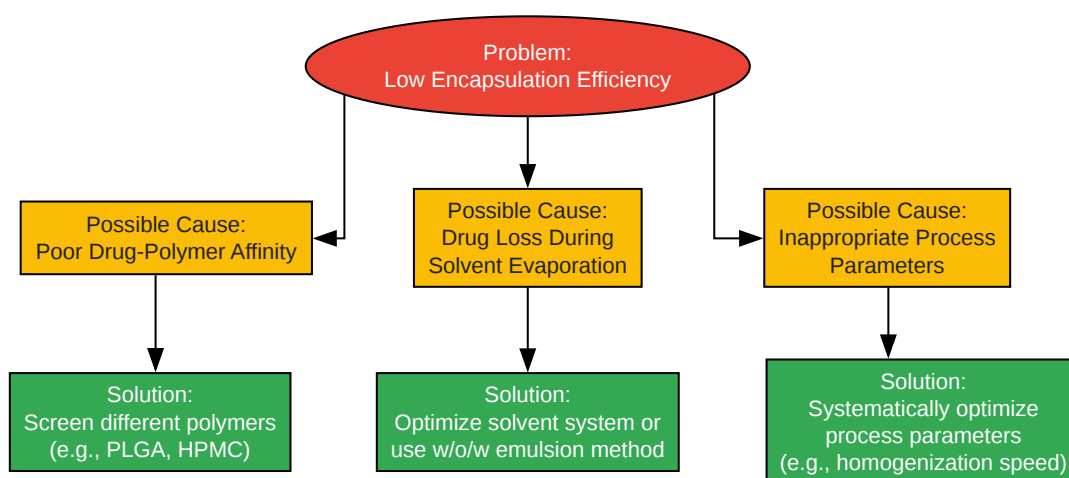 Problem:
Low Encapsulation Efficiency
Possible Cause:
Poor Drug-Polymer Affinity
Possible Cause:
Drug Loss During
Solvent Evaporation
Possible Cause:
Inappropriate Process
Parameters
Solution:
Screen different polymers
(e.g., PLGA, HPMC)
Solution:
Optimize solvent system or
use w/o/w emulsion method
Solution:
Systematically optimize
process parameters
(e.g., homogenization speed)